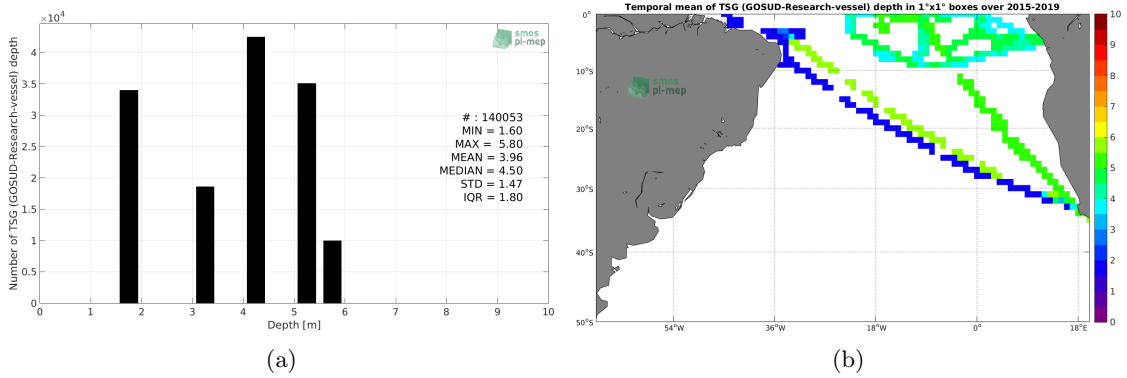 ×10⁴
4
3.5
3
2.5
2
1.5
1
0.5
0
0 1 2 3 4 5 6 7 8 9 10
Number of TSG (GOSUD-Research-vessel) depth
Depth [m]
smos
pi-mep
# : 140053
MIN = 1.60
MAX = 5.80
MEAN = 3.96
MEDIAN = 4.50
STD = 1.47
IQR = 1.80
(a)
Temporal mean of TSG (GOSUD-Research-vessel) depth in 1°x1° boxes over 2015-2019
0°
10°S
20°S
30°S
40°S
50°S
54°W 36°W 18°W 0° 18°E
smos
pi-mep
10
9
8
7
6
5
4
3
2
1
0
(b)